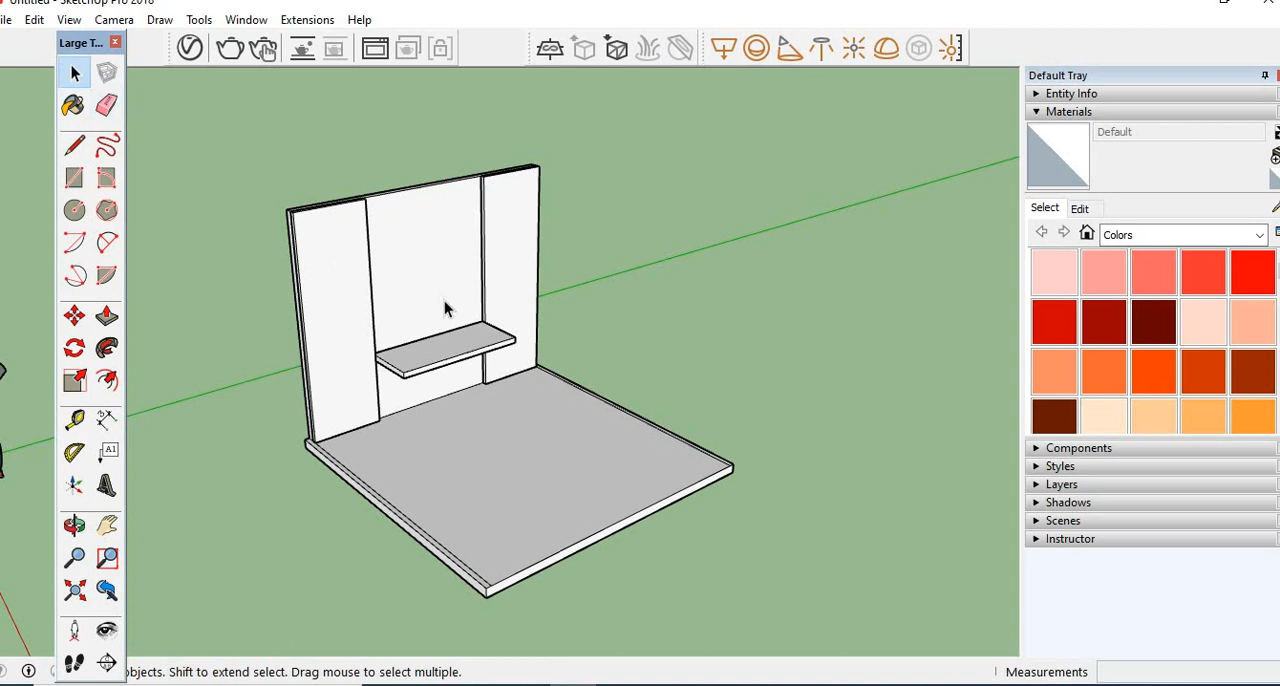 Untitled - SketchUp Pro 2018
ile Edit View Camera Draw Tools Window Extensions Help
Large T...
Default Tray
Entity Info
Materials
Default
Select Edit
Colors
A1
Components
Styles
Layers
Shadows
Scenes
Instructor
objects. Shift to extend select. Drag mouse to select multiple.
Measurements